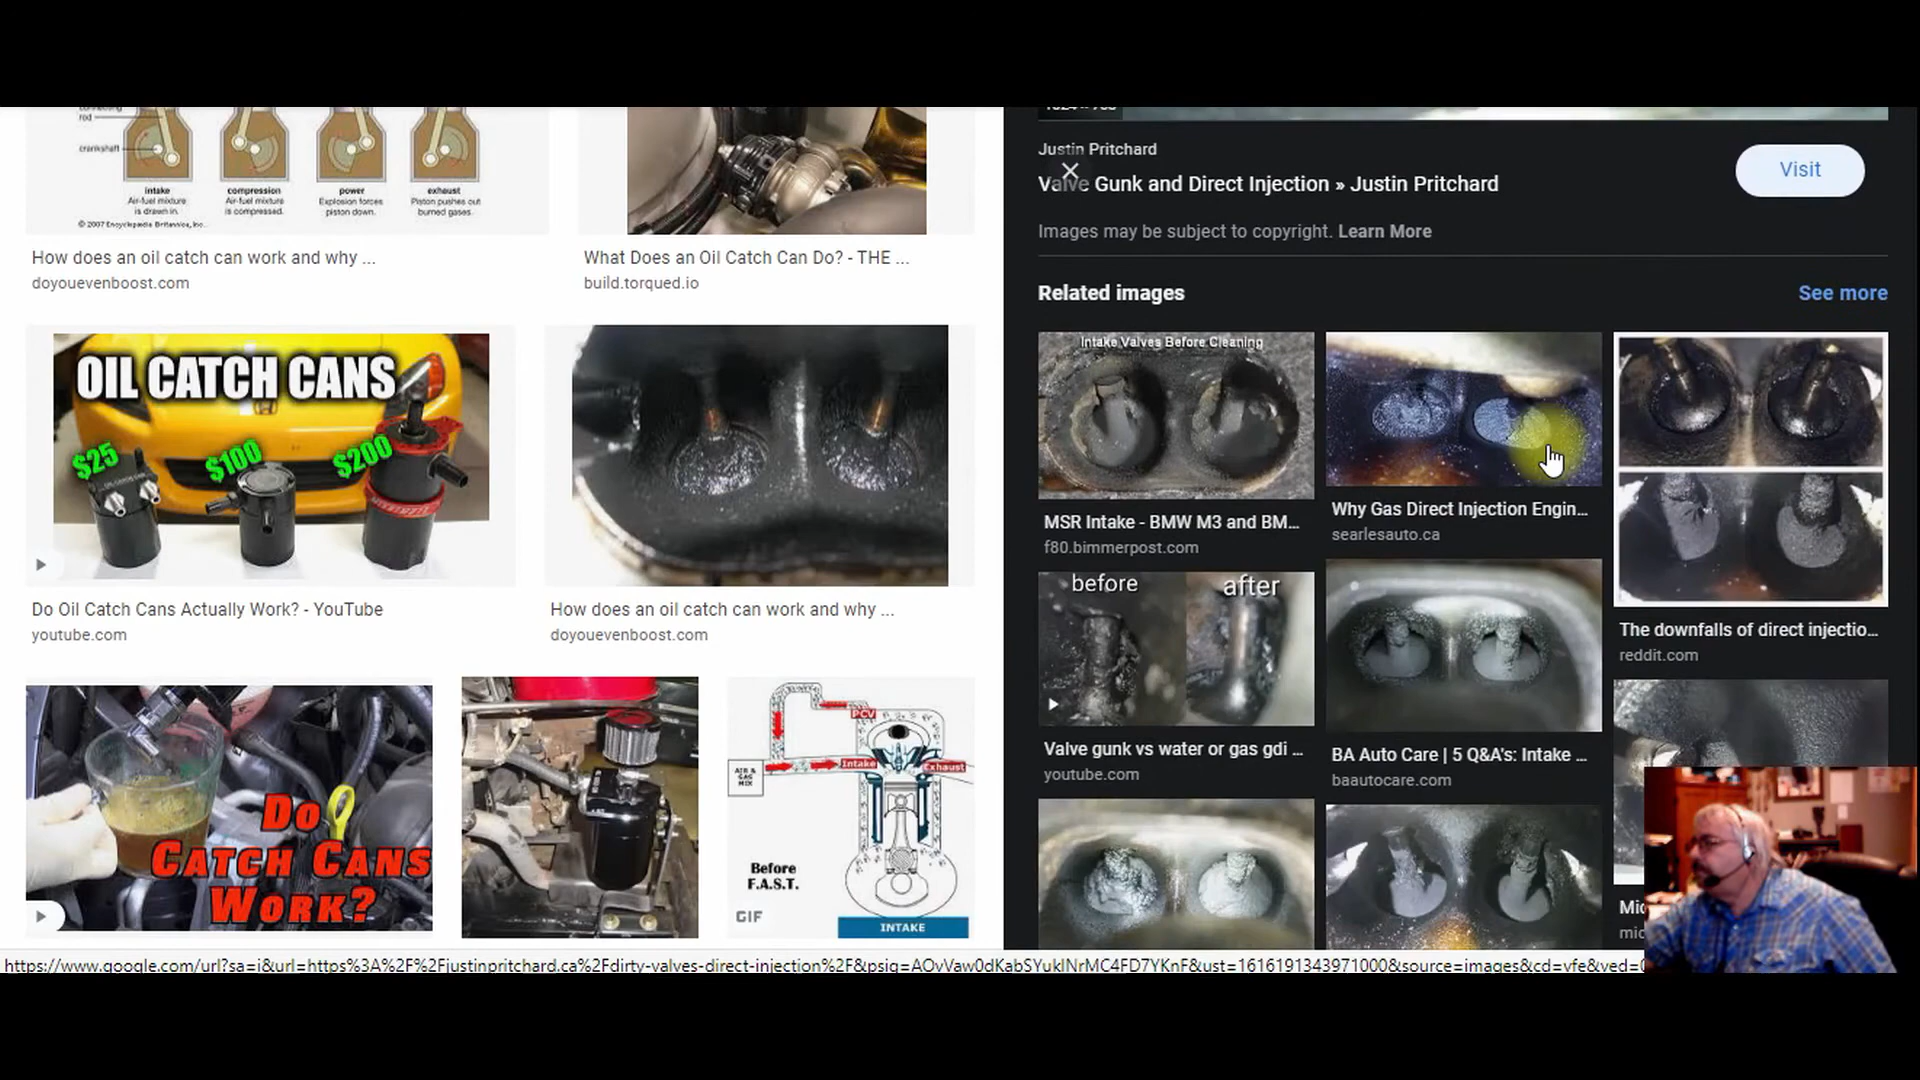 rod
crankshaft
intake
Air-fuel mixture
is drawn in.
compression
Air-fuel mixture
is compressed.
power
Explosion forces
piston down.
exhaust
Piston pushes out
burned gases.
© 2007 Encyclopædia Britannica, Inc.
How does an oil catch can work and why ...
doyouevenboost.com
What Does an Oil Catch Can Do? - THE ...
build.torqued.io
OIL CATCH CANS
$25
$100
$200
Do Oil Catch Cans Actually Work? - YouTube
youtube.com
How does an oil catch can work and why ...
doyouevenboost.com
Do
CATCH CANS
WORK?
PCV
AIR &
GAS
MIX
Intake
Exhaust
Before
F.A.S.T.
GIF
INTAKE
Justin Pritchard
Valve Gunk and Direct Injection » Justin Pritchard
Visit
Images may be subject to copyright. Learn More
Related images
See more
Intake Valves Before Cleaning
MSR Intake - BMW M3 and BM...
f80.bimmerpost.com
Why Gas Direct Injection Engin...
searlesauto.ca
The downfalls of direct injectio...
reddit.com
before
after
Valve gunk vs water or gas gdi ...
youtube.com
BA Auto Care | 5 Q&A's: Intake ...
baautocare.com
https://www.google.com/url?sa=i&url=https%3A%2F%2Fjustinpritchard.ca%2Fdirty-valves-direct-injection%2F&psig=AOvVaw0dKabSYuklNrMC4FD7YKnF&ust=1616191343971000&source=images&cd=vfe&ved=